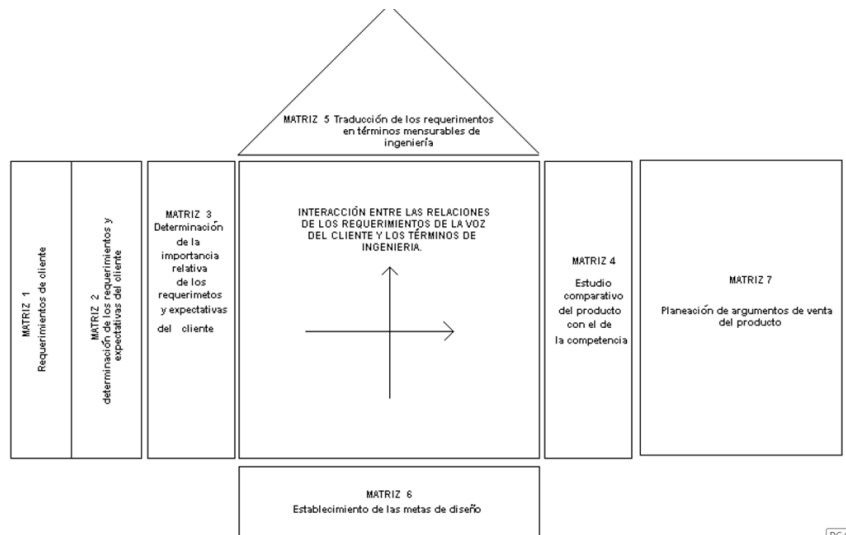 MATRIZ 5 Traducción de los requerimentos
en términos mensurables de
ingeniería
MATRIZ 1
Requerimientos de cliente
MATRIZ 2
determinación de los requerimientos y
expectativas del cliente
MATRIZ 3
Determinación
de la
importancia
relativa
de los
requerimetos
y expectativas
del cliente
INTERACCIÓN ENTRE LAS RELACIONES
DE LOS REQUERIMIENTOS DE LA VOZ
DEL CLIENTE Y LOS TÉRMINOS DE
INGENIERIA.
MATRIZ 4
Estudio
comparativo
del producto
con el de
la competencia
MATRIZ 7
Planeación de argumentos de venta
del producto
MATRIZ 6
Establecimiento de las metas de diseño